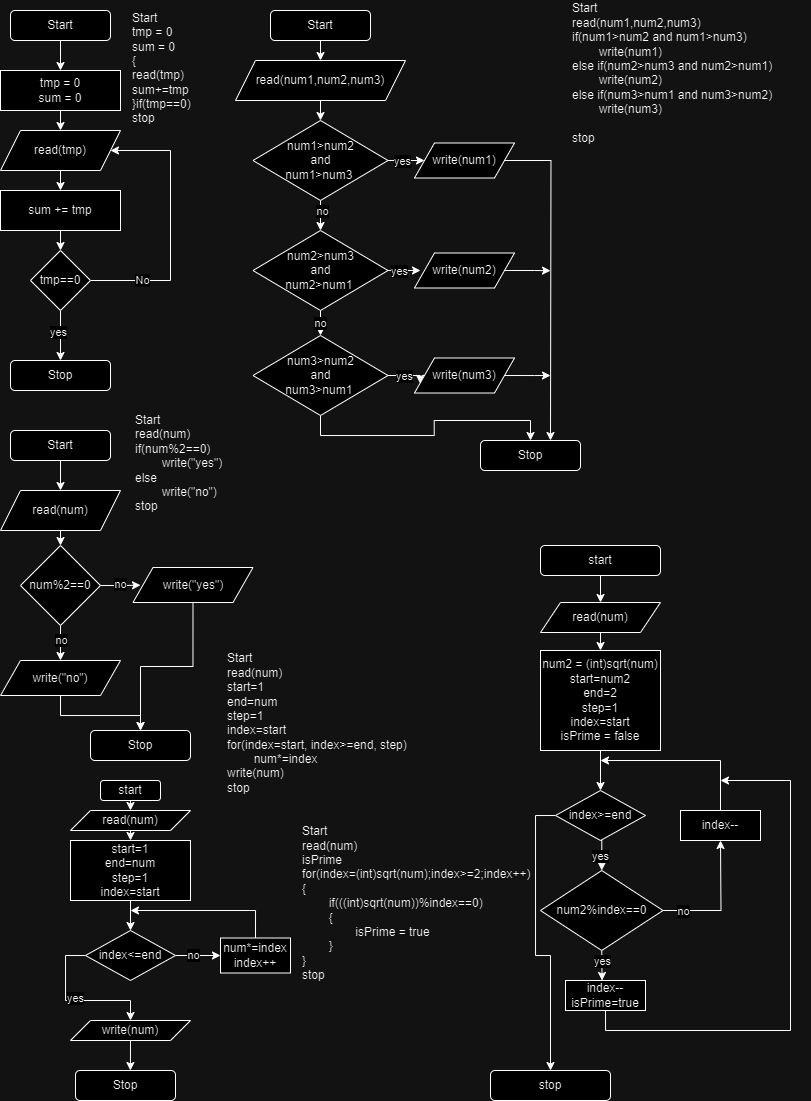 Start
tmp = 0
sum = 0
read(tmp)
sum += tmp
tmp==0
No
yes
Stop
Start
tmp = 0
sum = 0
{
read(tmp)
sum+=tmp
}if(tmp==0)
stop
Start
read(num1,num2,num3)
num1>num2
and
num1>num3
yes
write(num1)
no
num2>num3
and
num2>num1
yes
write(num2)
no
num3>num2
and
num3>num1
yes
write(num3)
Stop
Start
read(num1,num2,num3)
if(num1>num2 and num1>num3)
write(num1)
else if(num2>num3 and num2>num1)
write(num2)
else if(num3>num1 and num3>num2)
write(num3)
stop
Start
read(num)
num%2==0
no
write("yes")
no
write("no")
Stop
Start
read(num)
if(num%2==0)
write("yes")
else
write("no")
stop
Start
read(num)
start=1
end=num
step=1
index=start
for(index=start, index>=end, step)
num*=index
write(num)
stop
start
read(num)
start=1
end=num
step=1
index=start
index<=end
no
num*=index
index++
yes
write(num)
Stop
Start
read(num)
isPrime
for(index=(int)sqrt(num);index>=2;index++)
{
if(((int)sqrt(num))%index==0)
{
isPrime = true
}
}
stop
start
read(num)
num2 = (int)sqrt(num)
start=num2
end=2
step=1
index=start
isPrime = false
index>=end
index--
yes
num2%index==0
no
yes
index--
isPrime=true
stop